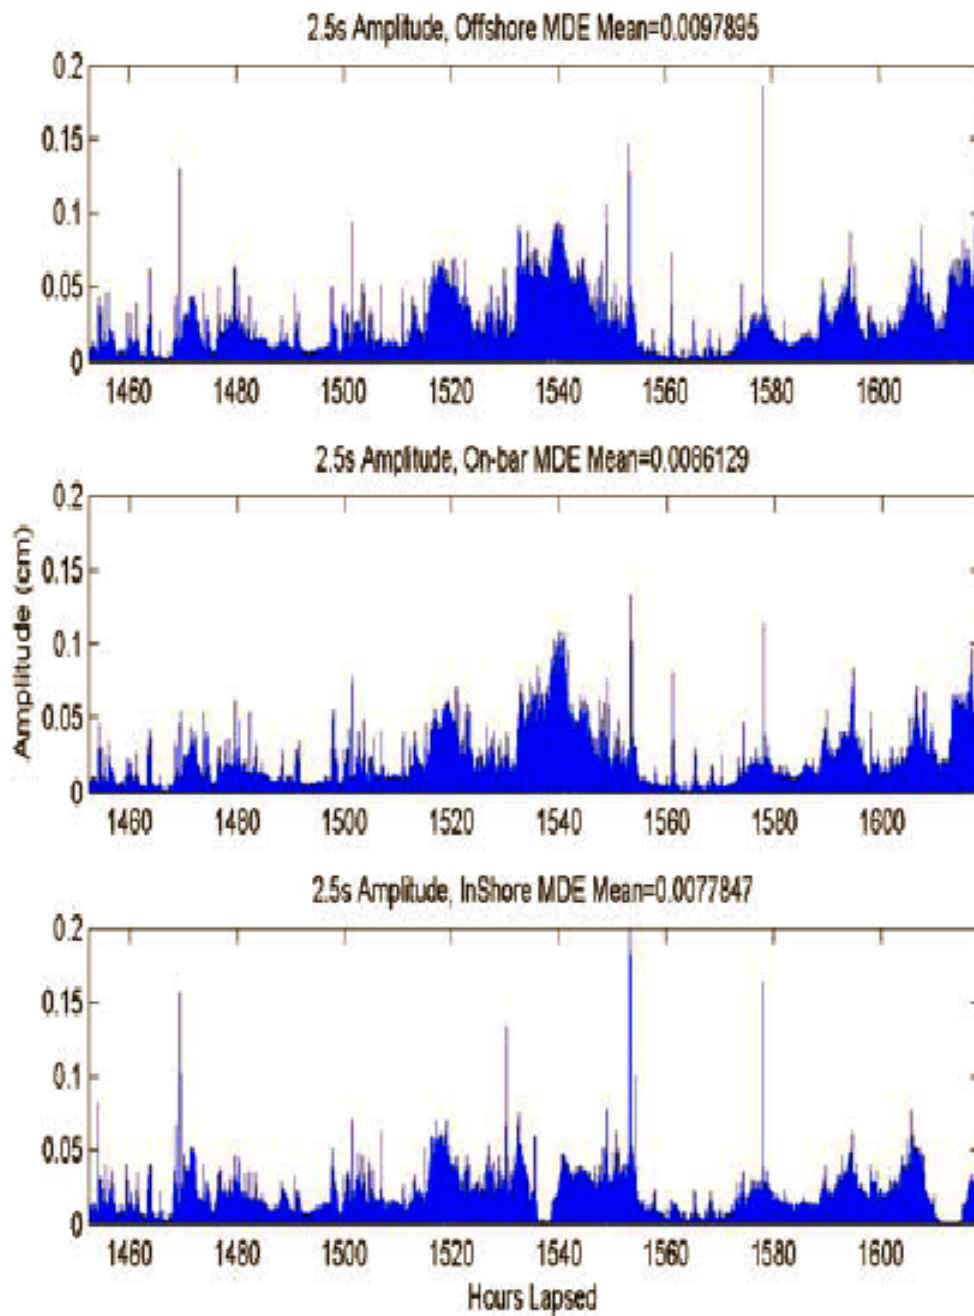 2.5s Amplitude, Offshore MDE Mean=0.0097895
0.2
0.15
0.1
0.05
0
1460 1480 1500 1520 1540 1560 1580 1600
2.5s Amplitude, On-bar MDE Mean=0.0086129
0.2
0.15
0.1
0.05
0
1460 1480 1500 1520 1540 1560 1580 1600
Amplitude (cm)
2.5s Amplitude, InShore MDE Mean=0.0077847
0.2
0.15
0.1
0.05
0
1460 1480 1500 1520 1540 1560 1580 1600
Hours Lapsed